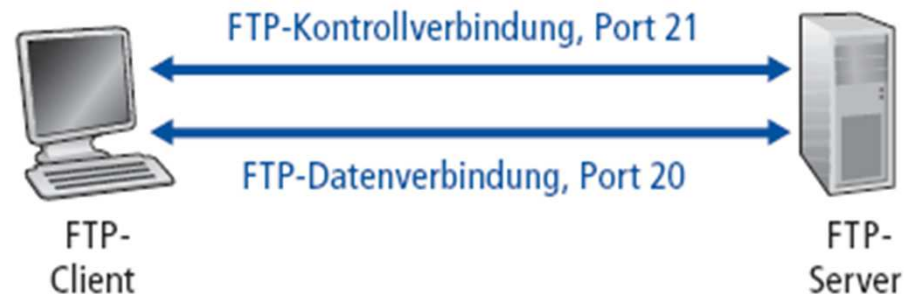 FTP-Kontrollverbindung, Port 21
FTP-Datenverbindung, Port 20
FTP-
Client
FTP-
Server